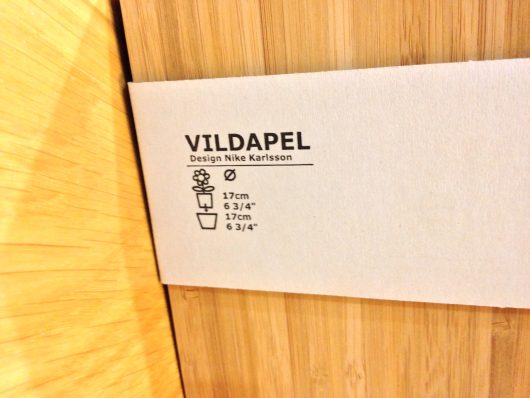 VILDAPEL
Design Nike Karlsson
Ø
17cm
6 3/4"
17cm
6 3/4"